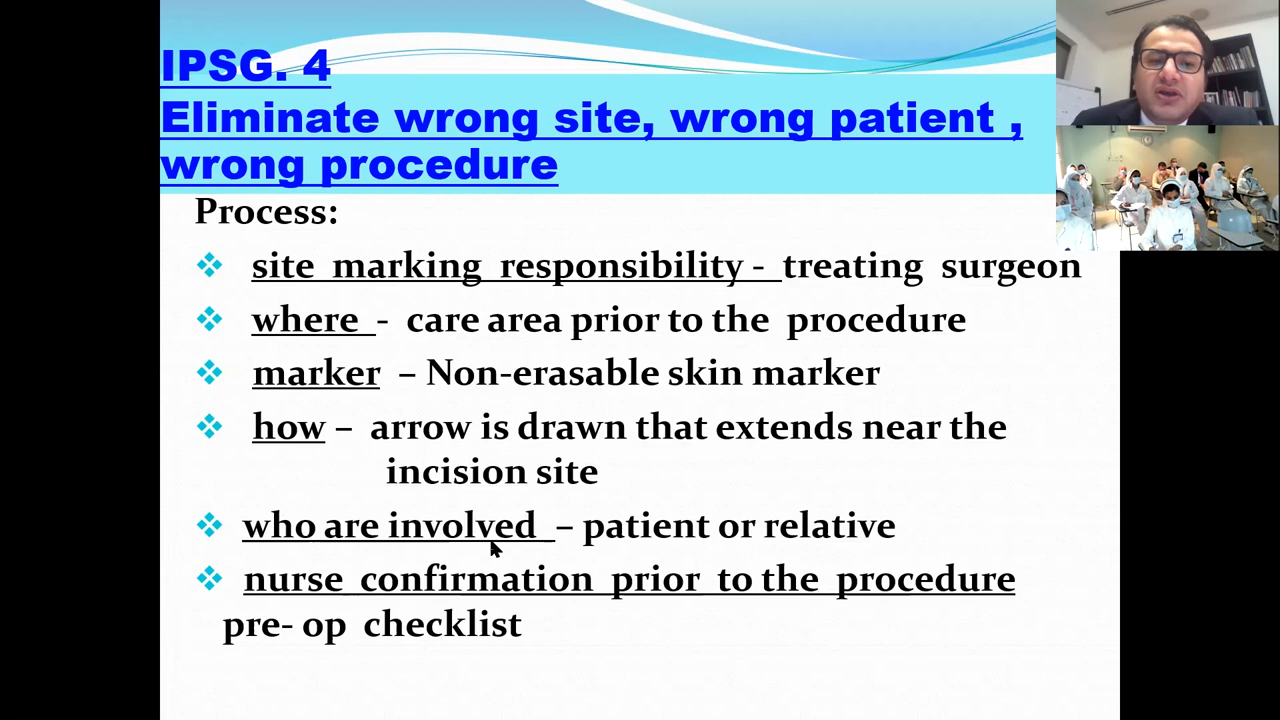 IPSG. 4
Eliminate wrong site, wrong patient ,
wrong procedure
Process:
site marking responsibility - treating surgeon
where - care area prior to the procedure
marker – Non-erasable skin marker
how – arrow is drawn that extends near the
incision site
who are involved – patient or relative
nurse confirmation prior to the procedure
pre- op checklist